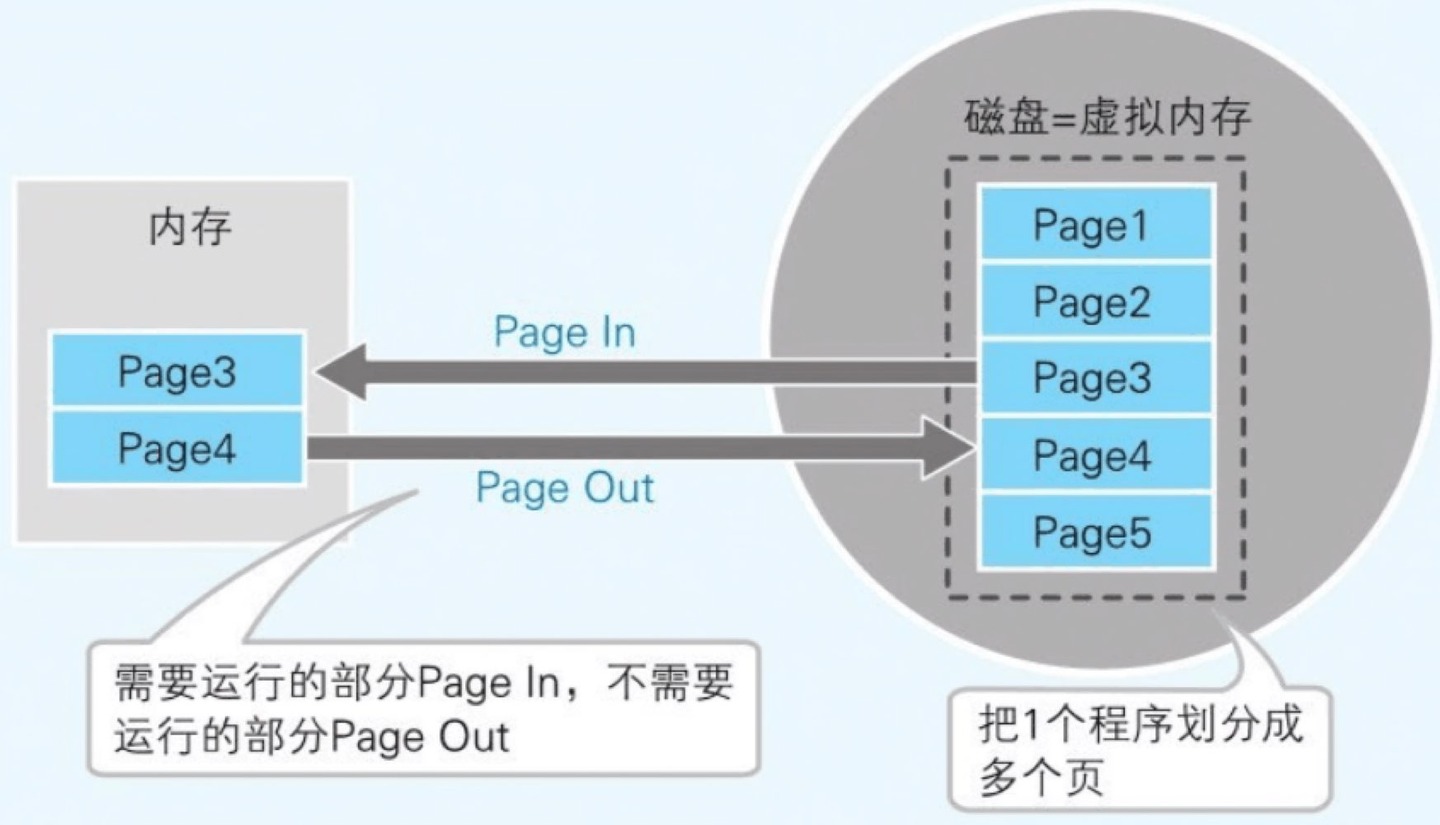 磁盘=虚拟内存
内存
Page1
Page2
Page3
Page4
Page5
Page In
Page3
Page4
Page Out
需要运行的部分Page In，不需要
运行的部分Page Out
把1个程序划分成
多个页